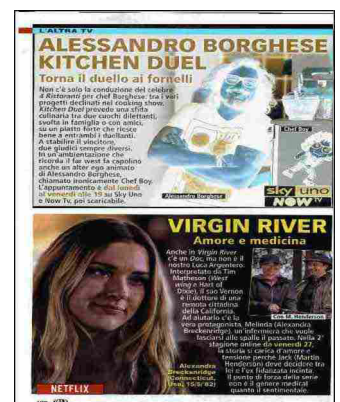 L'ALTRA TV
ALESSANDRO BORGHESE
KITCHEN DUEL
Torna il duello ai fornelli
Non c'è solo la conduzione del celebre
4 Ristoranti per chef Borghese: tra i vari
progetti declinati nei cooking show,
Kitchen Duel prevede una sfida
culinaria tra due cuochi dilettanti,
svolta in famiglia o con amici,
su un piatto forte che riesce
bene a entrambi i duellanti.
A stabilire il vincitore,
due giudici sempre diversi.
In un'ambientazione che
ricorda il far west fa capolino
anche un alter ego animato
di Alessandro Borghese,
chiamato ironicamente Chef Boy.
L'appuntamento è dal lunedì
al venerdì alle 19 su Sky Uno
e Now Tv, poi scaricabile.
Alessandro Borghese
Chef Boy
sky uno
NOW TV
VIRGIN RIVER
Amore e medicina
Anche in Virgin River
c'è un Doc, ma non è il
nostro Luca Argentero.
Interpretato da Tim
Matheson (West
wing e Hart of
Dixie), il suo Vernon
è il dottore di una
remota cittadina
della California.
Ad aiutarlo c'è la
vera protagonista, Melinda (Alexandra
Breckenridge), un'infermiera che vuole
lasciarsi alle spalle il passato. Nella 2ª
stagione online da venerdì 27,
la storia si carica d'amore e
tensione perché Jack (Martin
Henderson) deve decidere tra
lei e l'ex fidanzata incinta.
Il punto di forza della serie
non è il genere medical
quanto il sentimentale.
Con M. Henderson
Alexandra
Breckenridge
(Connecticut,
Usa, 15/5/'82)
NETFLIX